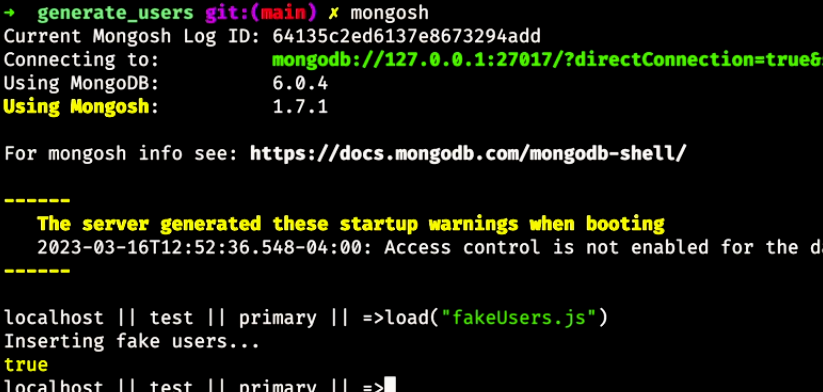 ➜ generate_users git:(main) ✗ mongosh
Current Mongosh Log ID: 64135c2ed6137e8673294add
Connecting to: mongodb://127.0.0.1:27017/?directConnection=true&
Using MongoDB: 6.0.4
Using Mongosh: 1.7.1
For mongosh info see: https://docs.mongodb.com/mongodb-shell/
------
The server generated these startup warnings when booting
2023-03-16T12:52:36.548-04:00: Access control is not enabled for the
------
localhost || test || primary || =>load("fakeUsers.js")
Inserting fake users...
true
localhost || test || primary || =>